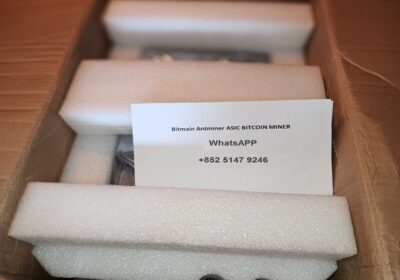 Bitmain Antminer ASIC BITCOIN MINER
WhatsAPP
+852 5147 9246